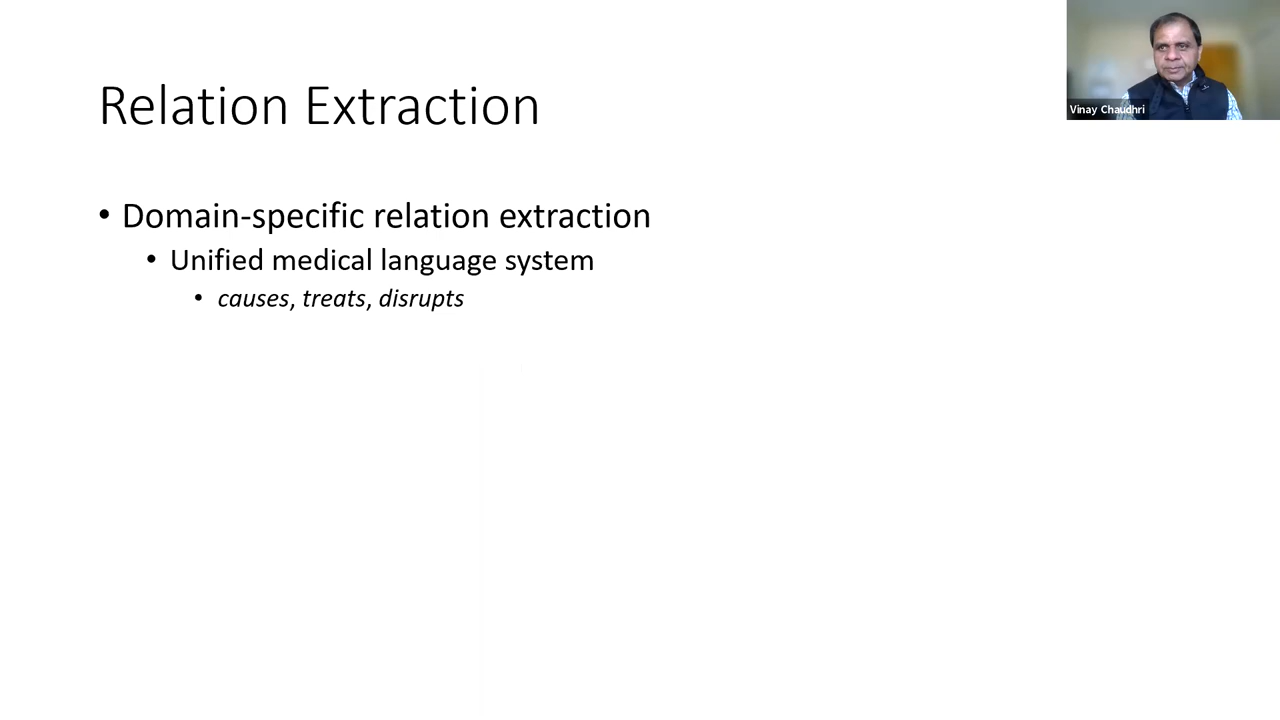 Relation Extraction
Vinay Chaudhri
• Domain-specific relation extraction
• Unified medical language system
• causes, treats, disrupts